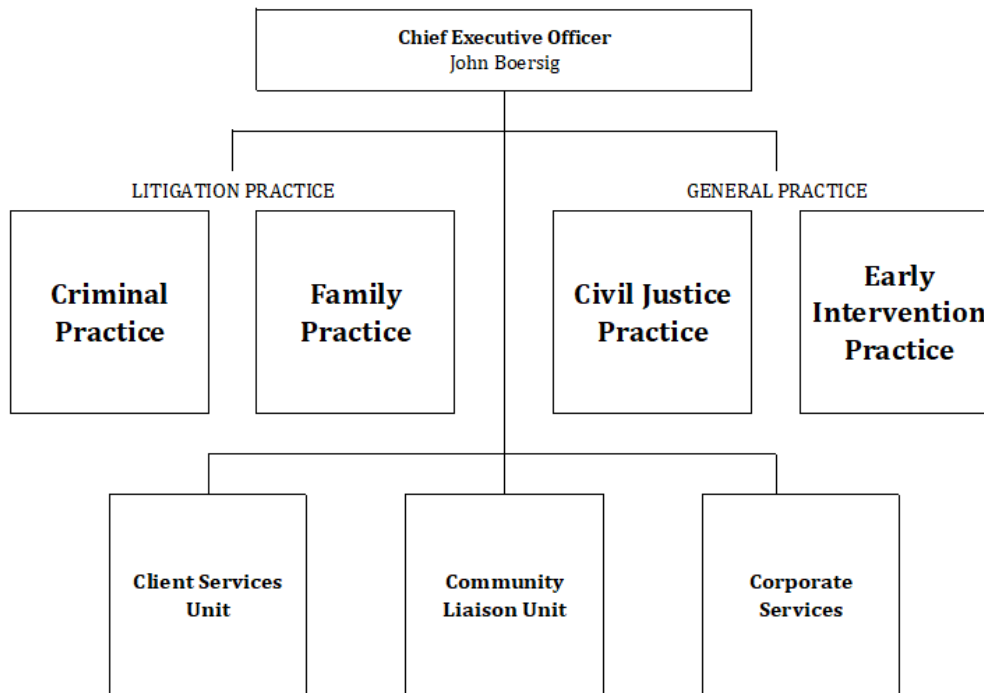 Chief Executive Officer
John Boersig
LITIGATION PRACTICE
GENERAL PRACTICE
Criminal
Practice
Family
Practice
Civil Justice
Practice
Early
Intervention
Practice
Client Services
Unit
Community
Liaison Unit
Corporate
Services